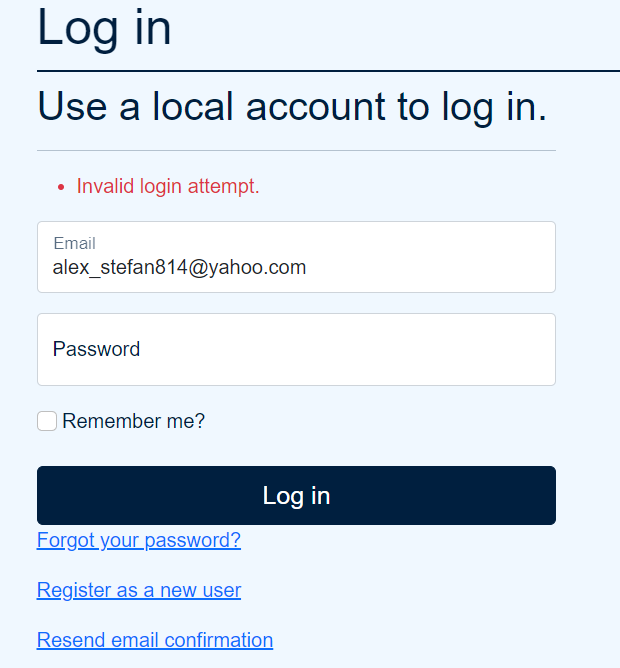 Log in
Use a local account to log in.
Invalid login attempt.
Email
alex_stefan814@yahoo.com
Password
Remember me?
Log in
Forgot your password?
Register as a new user
Resend email confirmation